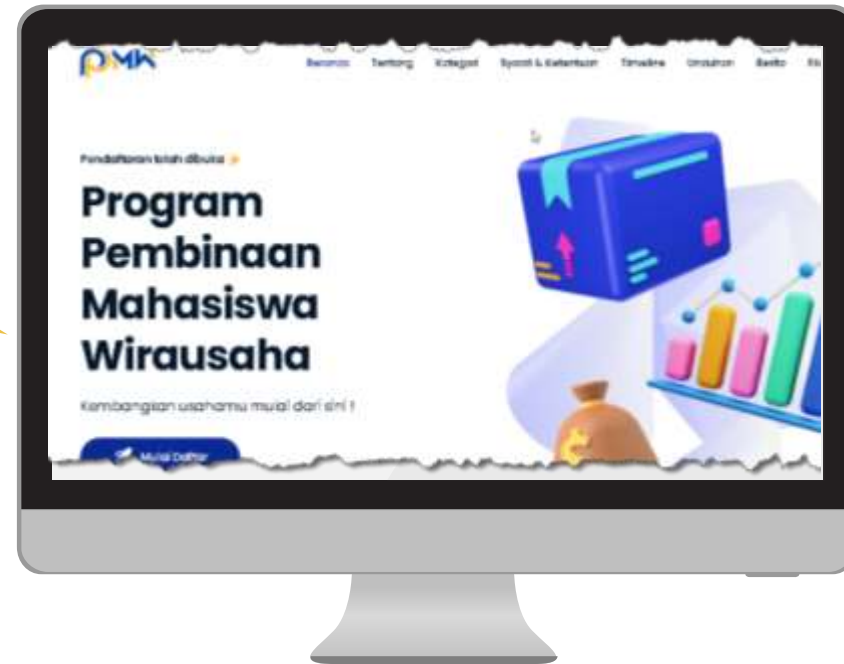 PMW
Beranda Tentang Kategori Syarat & Ketentuan Timeline Unduhan Berita
Pendaftaran telah dibuka
Program
Pembinaan
Mahasiswa
Wirausaha
Kembangkan usahamu mulai dari sini !
Mulai Daftar